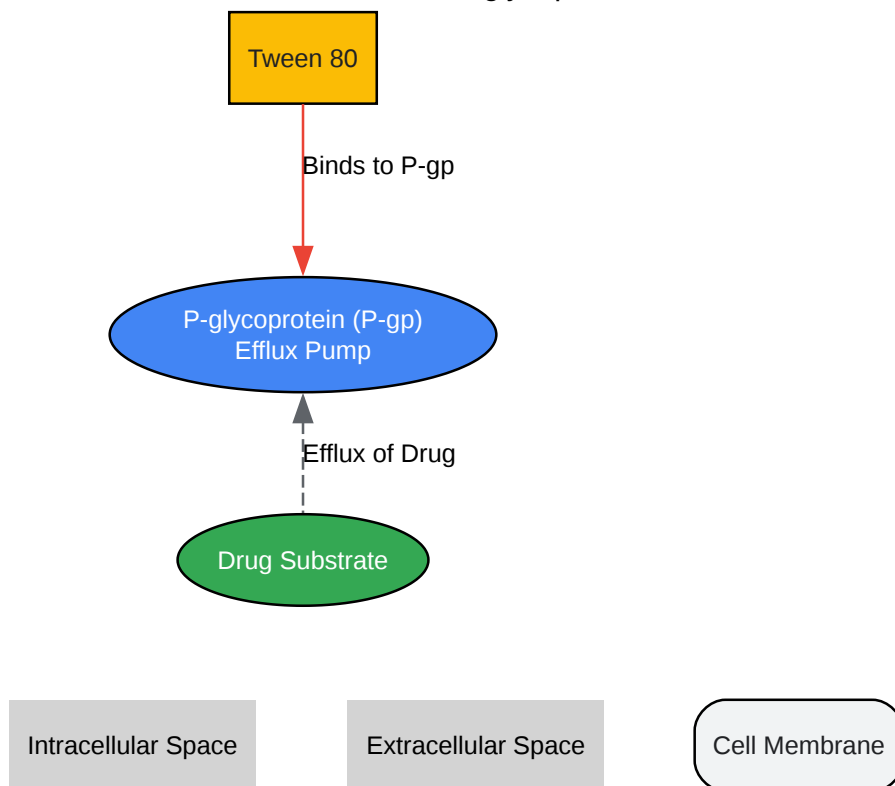 Tween 80
Binds to P-gp
P-glycoprotein (P-gp)
Efflux Pump
Efflux of Drug
Drug Substrate
Intracellular Space
Extracellular Space
Cell Membrane